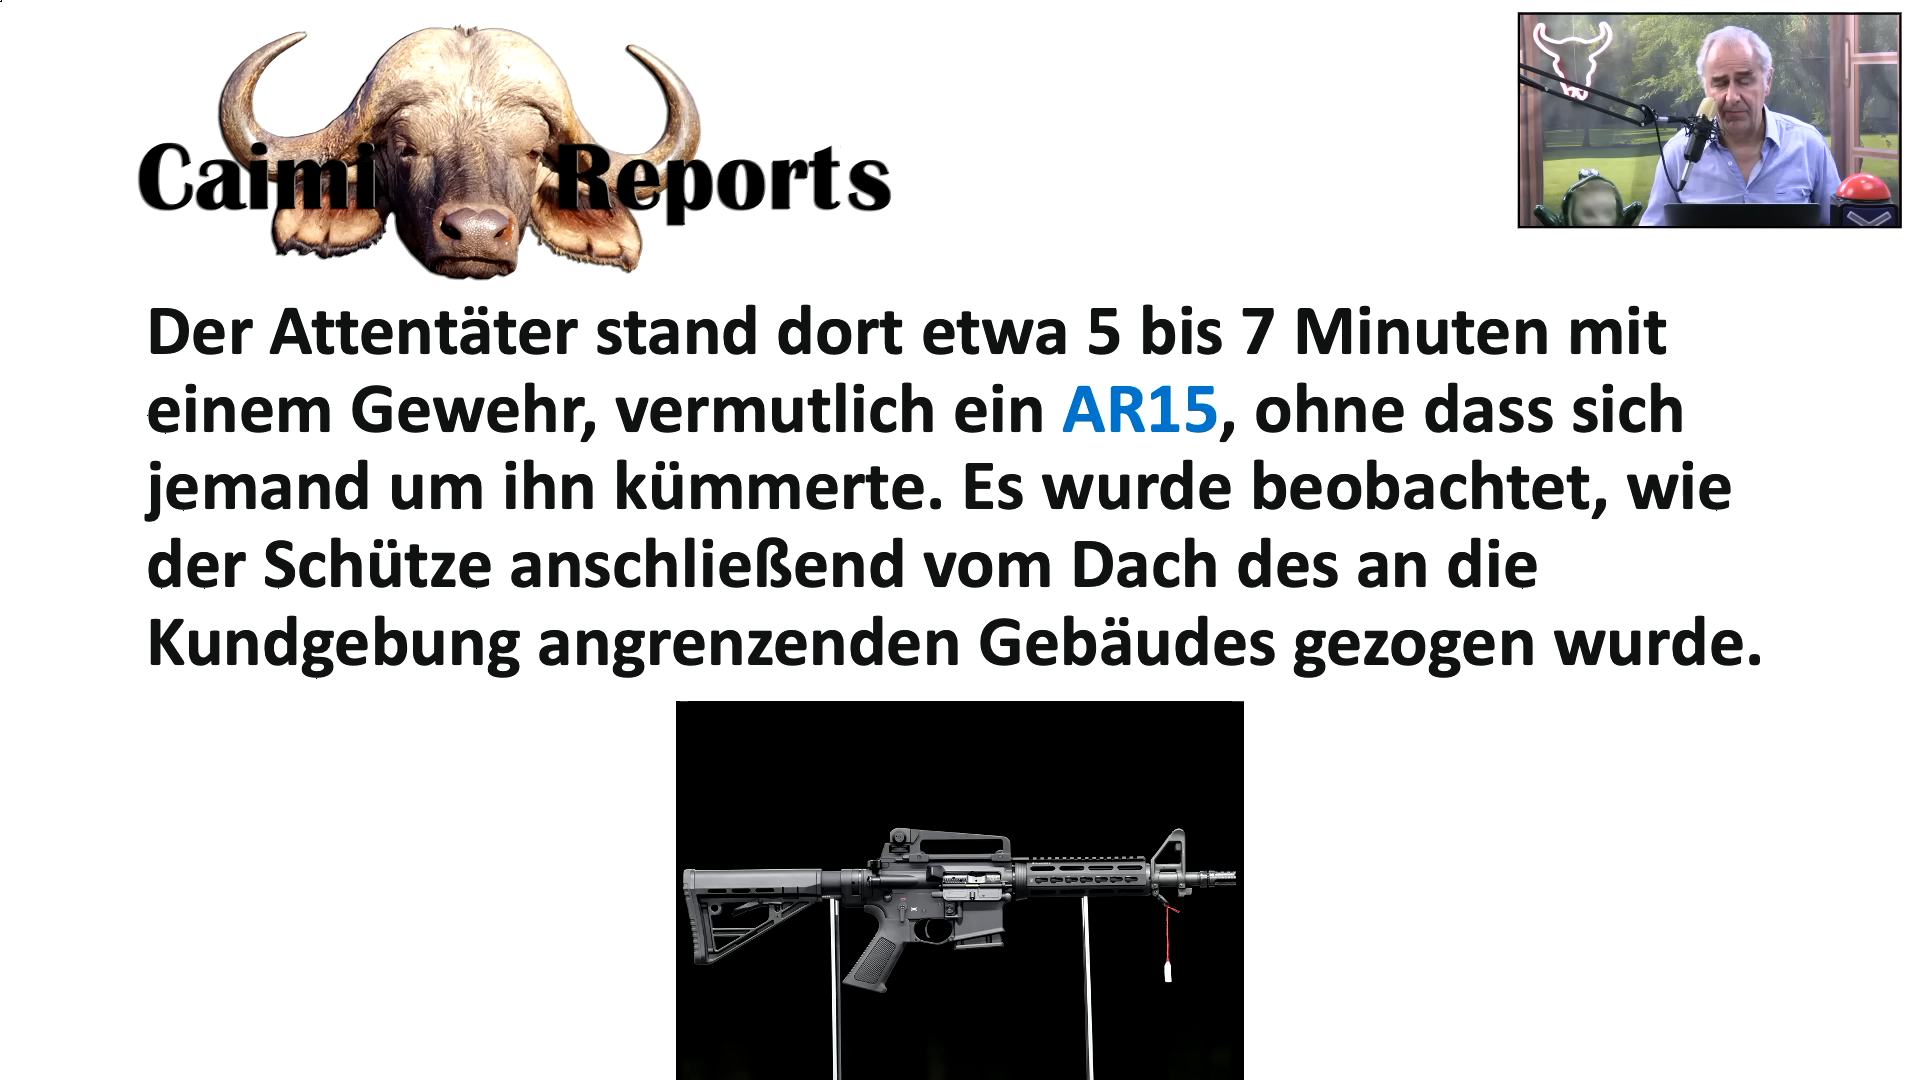 Caimi Reports
Der Attentäter stand dort etwa 5 bis 7 Minuten mit
einem Gewehr, vermutlich ein AR15, ohne dass sich
jemand um ihn kümmerte. Es wurde beobachtet, wie
der Schütze anschließend vom Dach des an die
Kundgebung angrenzenden Gebäudes gezogen wurde.